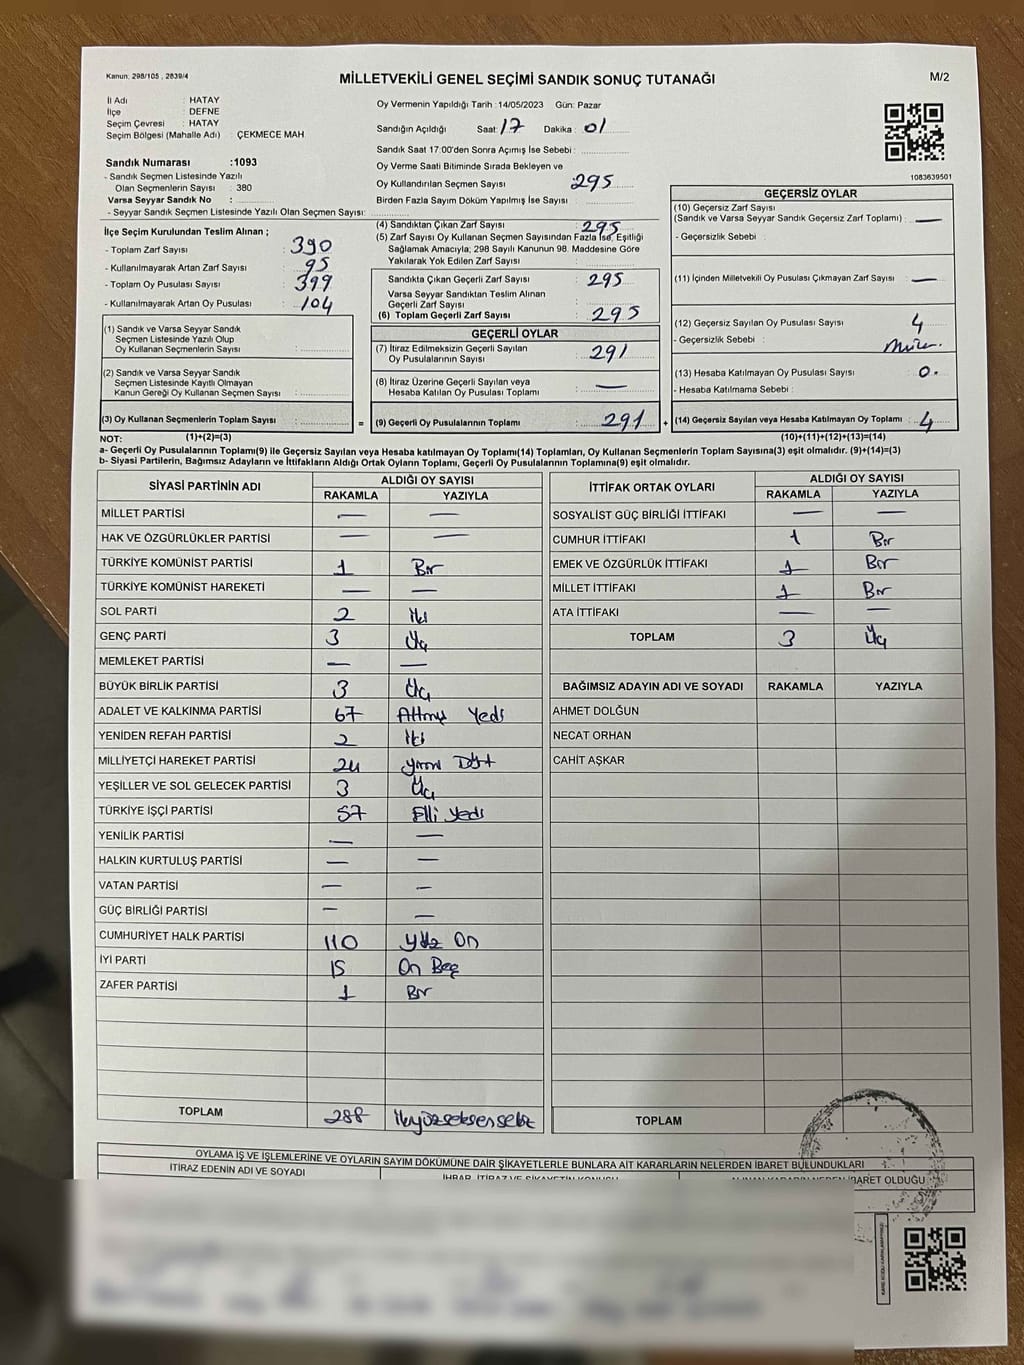 Kanun: 298/105 , 2839/4
MİLLETVEKİLİ GENEL SEÇİMİ SANDIK SONUÇ TUTANAĞI
M/2
İl Adı : HATAY
İlçe : DEFNE
Seçim Çevresi : HATAY
Seçim Bölgesi (Mahalle Adı) : ÇEKMECE MAH
Sandık Numarası :1093
- Sandık Seçmen Listesinde Yazılı
Olan Seçmenlerin Sayısı : 380
Varsa Seyyar Sandık No :
- Seyyar Sandık Seçmen Listesinde Yazılı Olan Seçmen Sayısı:
Oy Vermenin Yapıldığı Tarih :14/05/2023 Gün: Pazar
Sandığın Açıldığı Saat: 17 Dakika : 01
Sandık Saat 17:00'den Sonra Açımış İse Sebebi :
Oy Verme Saati Bitiminde Sırada Bekleyen ve
Oy Kullandırılan Seçmen Sayısı : 295
Birden Fazla Sayım Döküm Yapılmış İse Sayısı :
1083639501
İlçe Seçim Kurulundan Teslim Alınan ;
- Toplam Zarf Sayısı : 390
- Kullanılmayarak Artan Zarf Sayısı : 95
- Toplam Oy Pusulası Sayısı : 399
- Kullanılmayarak Artan Oy Pusulası : 104
(1) Sandık ve Varsa Seyyar Sandık
Seçmen Listesinde Yazılı Olup
Oy Kullanan Seçmenlerin Sayısı :
(2) Sandık ve Varsa Seyyar Sandık
Seçmen Listesinde Kayıtlı Olmayan
Kanun Gereği Oy Kullanan Seçmen Sayısı :
(3) Oy Kullanan Seçmenlerin Toplam Sayısı : =
(4) Sandıktan Çıkan Zarf Sayısı : 295
(5) Zarf Sayısı Oy Kullanan Seçmen Sayısından Fazla İse, Eşitliği
Sağlamak Amacıyla; 298 Sayılı Kanunun 98. Maddesine Göre
Yakılarak Yok Edilen Zarf Sayısı :
Sandıkta Çıkan Geçerli Zarf Sayısı : 295
Varsa Seyyar Sandıktan Teslim Alınan
Geçerli Zarf Sayısı :
(6) Toplam Geçerli Zarf Sayısı : 295
GEÇERLİ OYLAR
(7) İtiraz Edilmeksizin Geçerli Sayılan
Oy Pusulalarının Sayısı : 291
(8) İtiraz Üzerine Geçerli Sayılan veya
Hesaba Katılan Oy Pusulası Toplamı : —
(9) Geçerli Oy Pusulalarının Toplamı : 291 +
GEÇERSİZ OYLAR
(10) Geçersiz Zarf Sayısı
(Sandık ve Varsa Seyyar Sandık Geçersiz Zarf Toplamı) : —
- Geçersizlik Sebebi :
(11) İçinden Milletvekili Oy Pusulası Çıkmayan Zarf Sayısı : —
(12) Geçersiz Sayılan Oy Pusulası Sayısı : 4
- Geçersizlik Sebebi :
(13) Hesaba Katılmayan Oy Pusulası Sayısı : 0.
- Hesaba Katılmama Sebebi :
(14) Geçersiz Sayılan veya Hesaba Katılmayan Oy Toplamı : 4
NOT: (1)+(2)=(3) (10)+(11)+(12)+(13)=(14)
a- Geçerli Oy Pusulalarının Toplamı(9) ile Geçersiz Sayılan veya Hesaba katılmayan Oy Toplamı(14) Toplamları, Oy Kullanan Seçmenlerin Toplam Sayısına(3) eşit olmalıdır. (9)+(14)=(3)
b- Siyasi Partilerin, Bağımsız Adayların ve İttifakların Aldığı Ortak Oyların Toplamı, Geçerli Oy Pusulalarının Toplamına(9) eşit olmalıdır.
SİYASİ PARTİNİN ADI
ALDIĞI OY SAYISI
RAKAMLA YAZIYLA
MİLLET PARTİSİ — —
HAK VE ÖZGÜRLÜKLER PARTİSİ — —
TÜRKİYE KOMÜNİST PARTİSİ 1 Bir
TÜRKİYE KOMÜNİST HAREKETİ — —
SOL PARTİ 2 İki
GENÇ PARTİ 3 Üç
MEMLEKET PARTİSİ — —
BÜYÜK BİRLİK PARTİSİ 3 Üç
ADALET VE KALKINMA PARTİSİ 67 Altmış Yedi
YENİDEN REFAH PARTİSİ 2 İki
MİLLİYETÇİ HAREKET PARTİSİ 24 yirmi Dört
YEŞİLLER VE SOL GELECEK PARTİSİ 3 Üç
TÜRKİYE İŞÇİ PARTİSİ 57 Elli Yedi
YENİLİK PARTİSİ — —
HALKIN KURTULUŞ PARTİSİ — —
VATAN PARTİSİ — —
GÜÇ BİRLİĞİ PARTİSİ — —
CUMHURİYET HALK PARTİSİ 110 Yüz On
İYİ PARTİ 15 On Beş
ZAFER PARTİSİ 1 Bir
TOPLAM 288 İkiyüzseksensekiz
İTTİFAK ORTAK OYLARI
ALDIĞI OY SAYISI
RAKAMLA YAZIYLA
SOSYALİST GÜÇ BİRLİĞİ İTTİFAKI — —
CUMHUR İTTİFAKI 1 Bir
EMEK VE ÖZGÜRLÜK İTTİFAKI 1 Bir
MİLLET İTTİFAKI 1 Bir
ATA İTTİFAKI — —
TOPLAM 3 Üç
BAĞIMSIZ ADAYIN ADI VE SOYADI RAKAMLA YAZIYLA
AHMET DOLĞUN
NECAT ORHAN
CAHİT AŞKAR
TOPLAM
OYLAMA İŞ VE İŞLEMLERİNE VE OYLARIN SAYIM DÖKÜMÜNE DAİR ŞİKAYETLERLE BUNLARA AİT KARARLARIN NELERDEN İBARET BULUNDUKLARI
İTİRAZ EDENİN ADI VE SOYADI
İHBAR, İTİRAZ VE ŞİKAYETİN KONUSU
ALINAN KARARIN NEDEN İBARET OLDUĞU